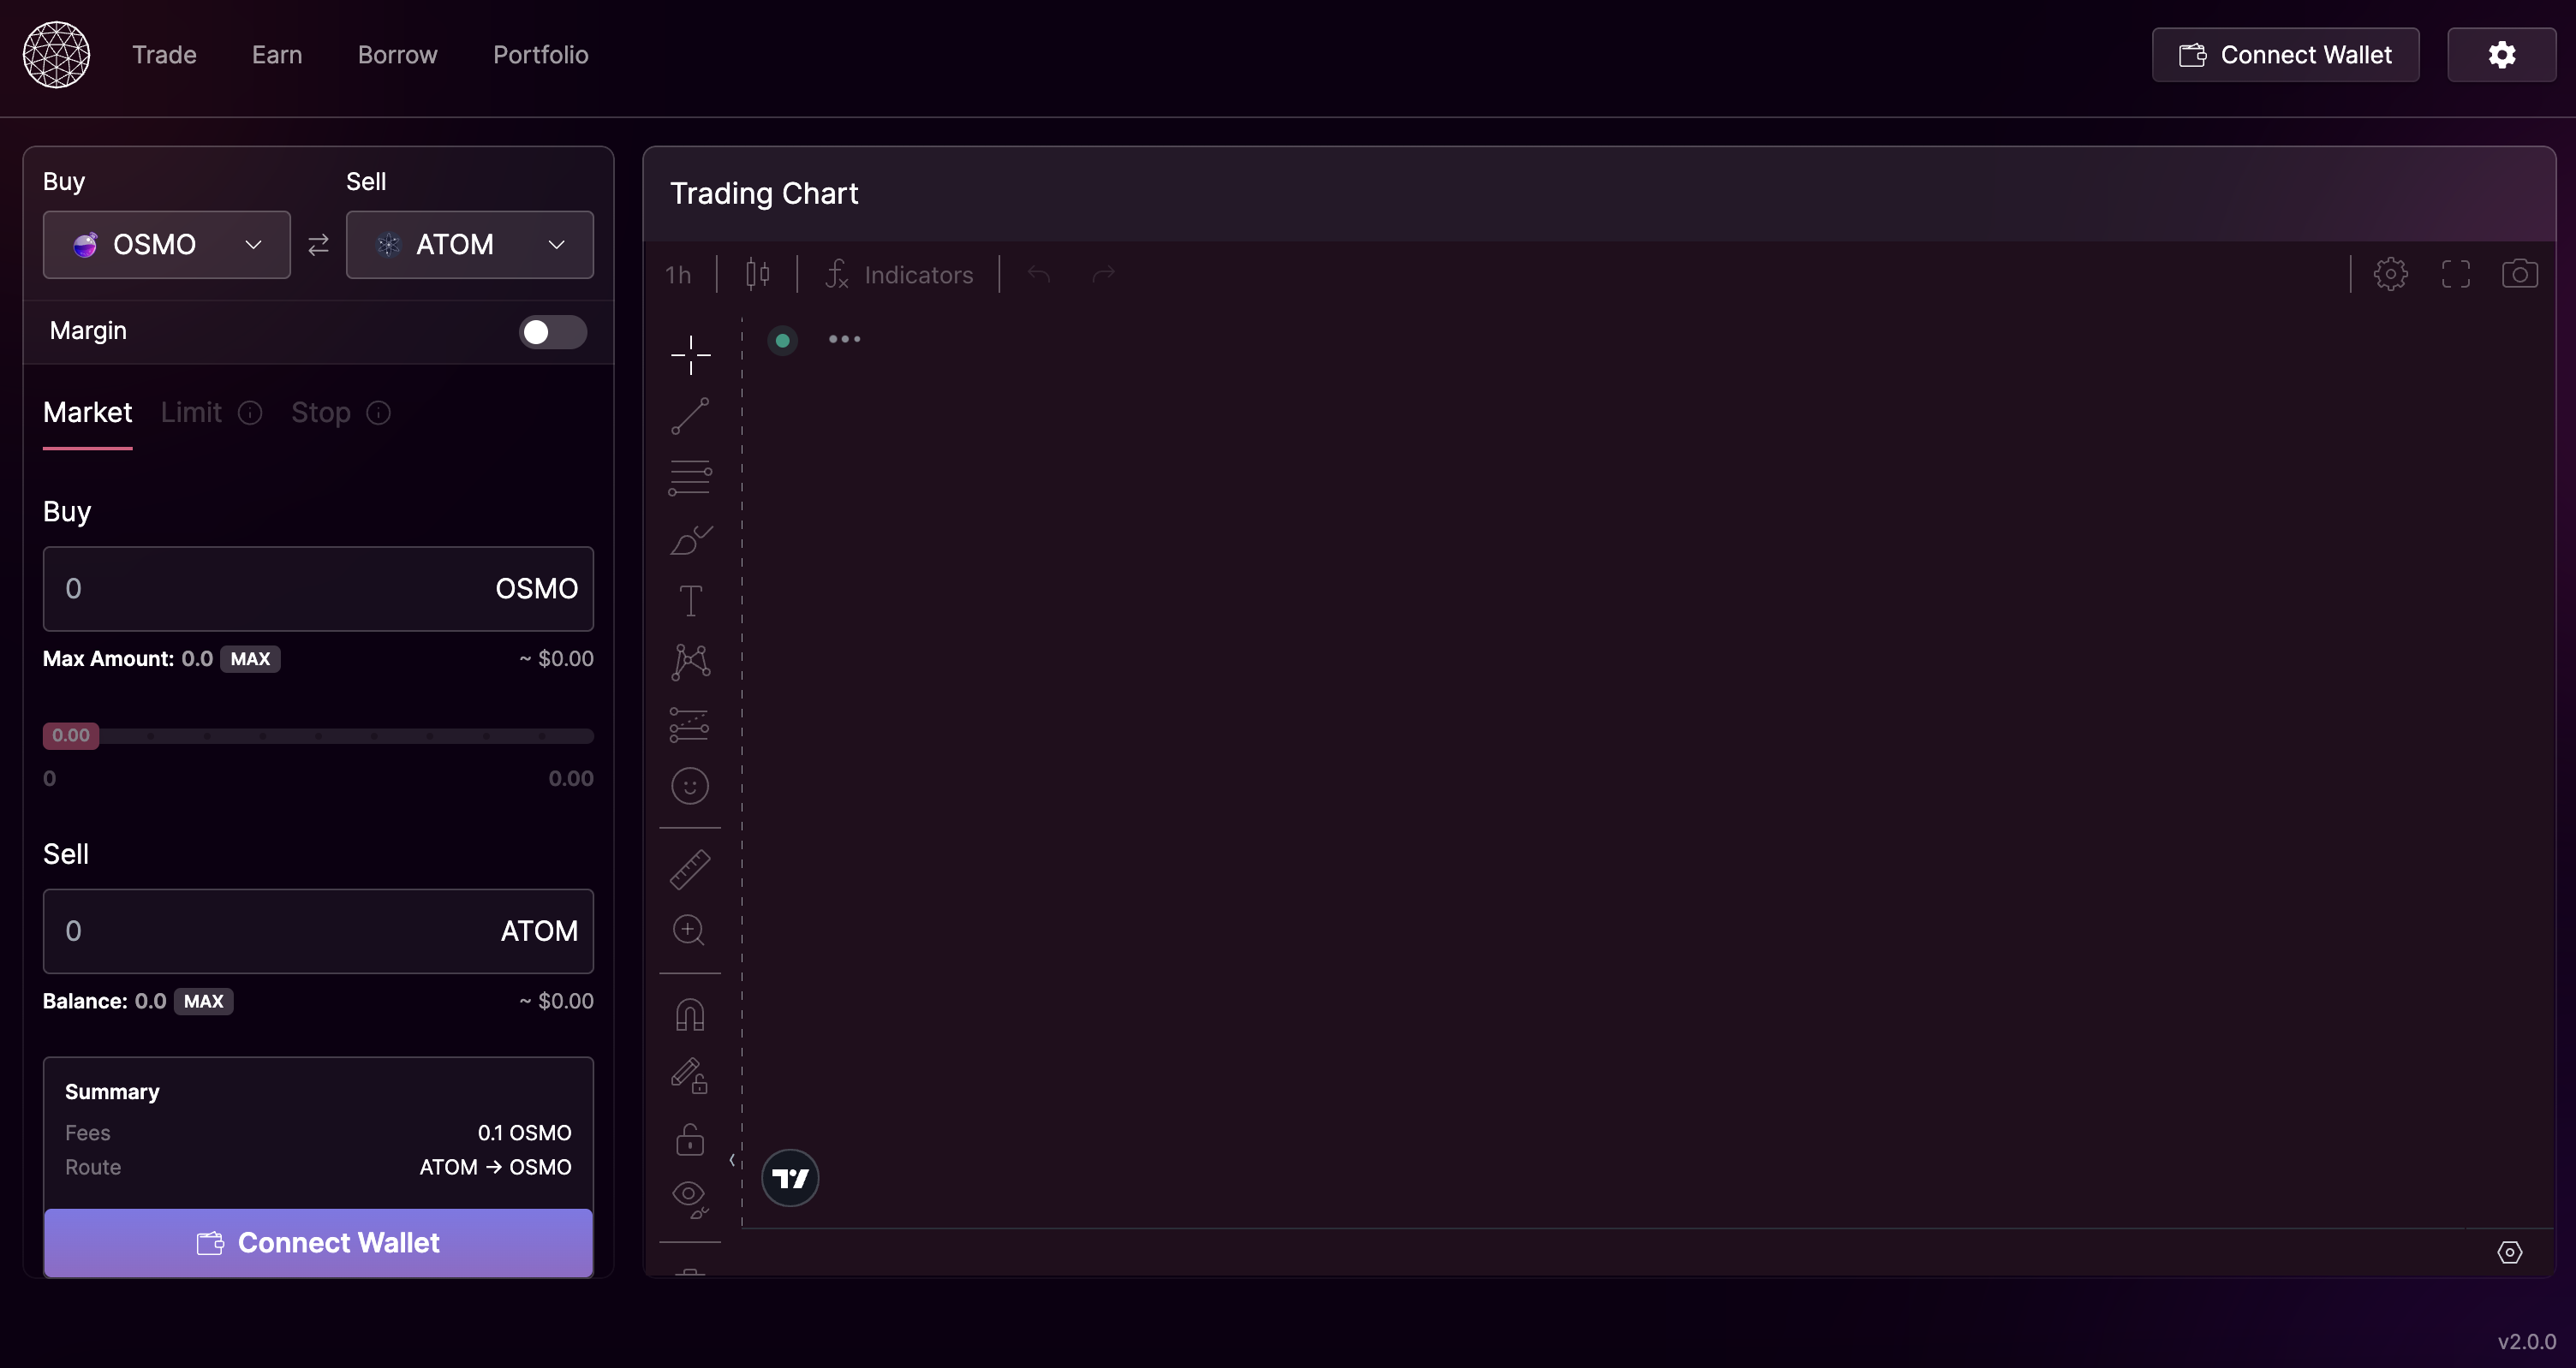 Trade Earn Borrow Portfolio Connect Wallet
Buy Sell
OSMO ATOM
Margin
Market Limit Stop
Buy
0 OSMO
Max Amount: 0.0 MAX ~ $0.00
0.00
0 0.00
Sell
0 ATOM
Balance: 0.0 MAX ~ $0.00
Summary
Fees 0.1 OSMO
Route ATOM → OSMO
Connect Wallet
Trading Chart
1h Indicators
v2.0.0